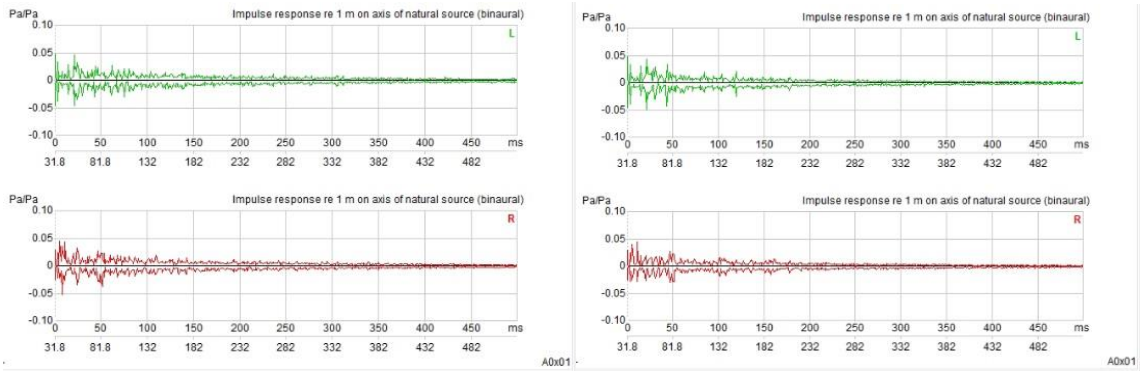 Pa/Pa Impulse response re 1 m on axis of natural source (binaural)
0.10
L
0.05
0
-0.05
-0.10
0 50 100 150 200 250 300 350 400 450 ms
31.8 81.8 132 182 232 282 332 382 432 482
Pa/Pa Impulse response re 1 m on axis of natural source (binaural)
0.10
R
0.05
0
-0.05
-0.10
0 50 100 150 200 250 300 350 400 450 ms
31.8 81.8 132 182 232 282 332 382 432 482
A0x01
Pa/Pa Impulse response re 1 m on axis of natural source (binaural)
0.10
L
0.05
0
-0.05
-0.10
0 50 100 150 200 250 300 350 400 450 ms
31.8 81.8 132 182 232 282 332 382 432 482
Pa/Pa Impulse response re 1 m on axis of natural source (binaural)
0.10
R
0.05
0
-0.05
-0.10
0 50 100 150 200 250 300 350 400 450 ms
31.8 81.8 132 182 232 282 332 382 432 482
A0x01